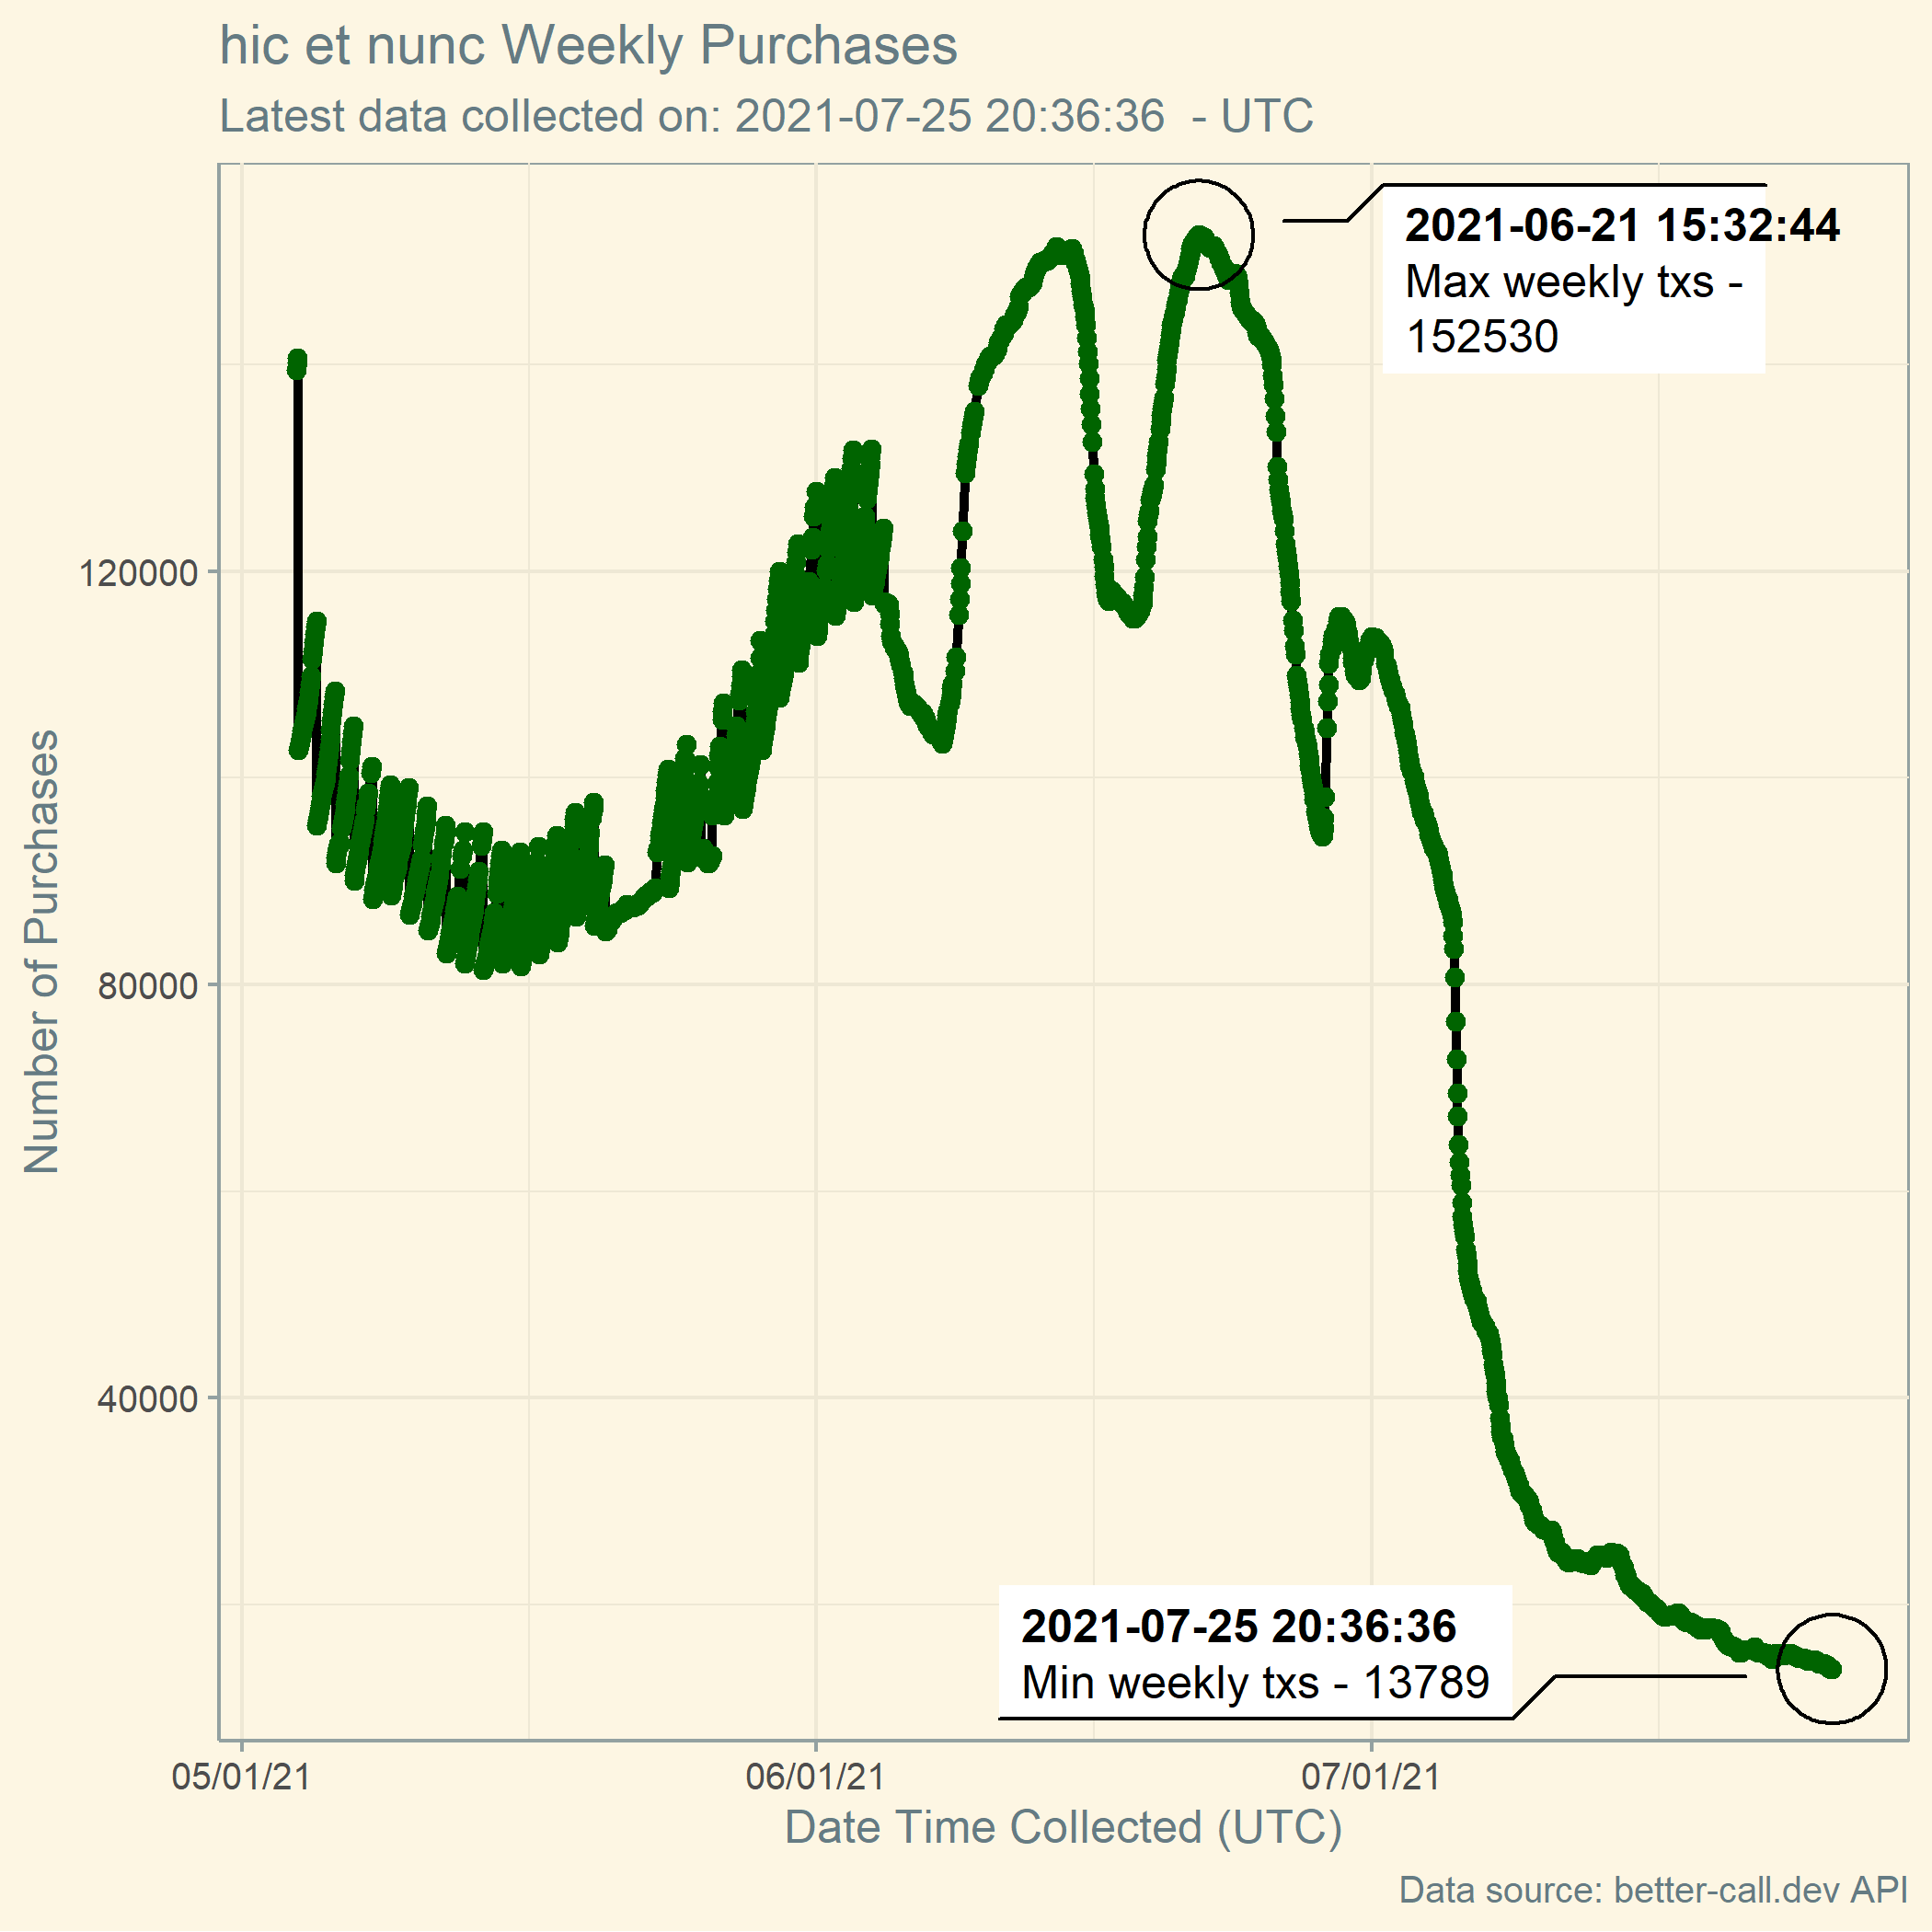 hic et nunc Weekly Purchases
Latest data collected on: 2021-07-25 20:36:36  - UTC
2021-06-21 15:32:44
Max weekly txs -
152530
120000
80000
40000
Number of Purchases
2021-07-25 20:36:36
Min weekly txs - 13789
05/01/21
06/01/21
07/01/21
Date Time Collected (UTC)
Data source: better-call.dev API